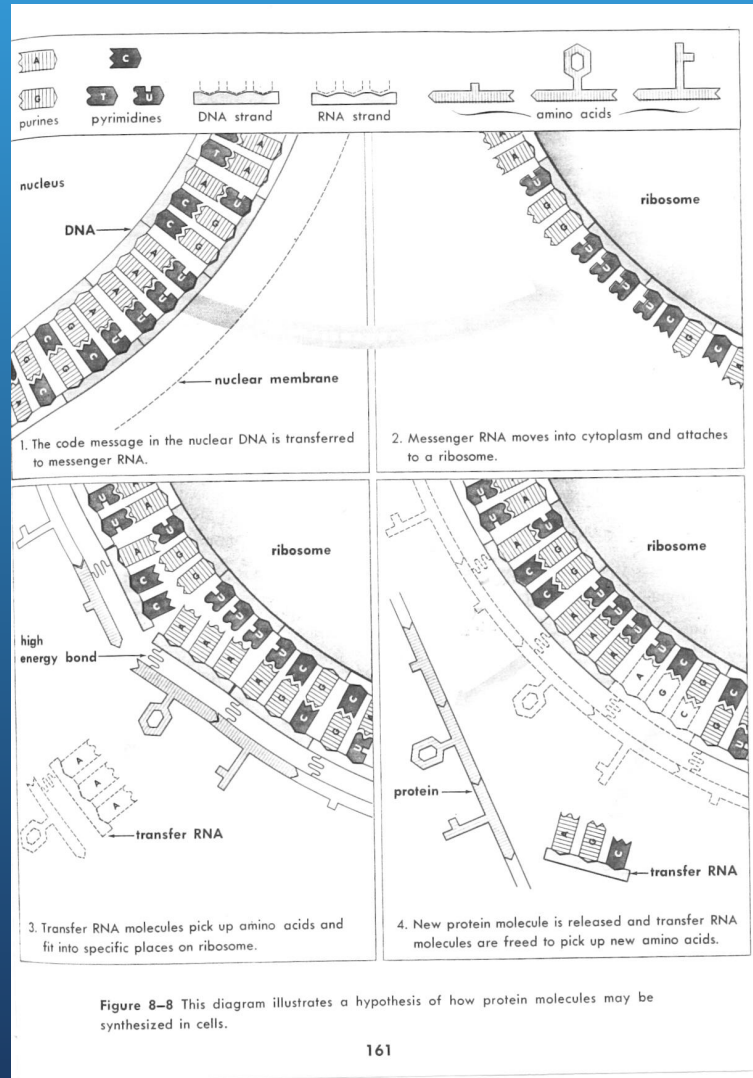 A
C
G
T
U
purines
pyrimidines
DNA strand
RNA strand
amino acids
nucleus
DNA
nuclear membrane
1. The code message in the nuclear DNA is transferred
to messenger RNA.
ribosome
2. Messenger RNA moves into cytoplasm and attaches
to a ribosome.
ribosome
high
energy bond
A
A
A
transfer RNA
3. Transfer RNA molecules pick up amino acids and
fit into specific places on ribosome.
ribosome
protein
A
G
C
transfer RNA
4. New protein molecule is released and transfer RNA
molecules are freed to pick up new amino acids.
Figure 8–8 This diagram illustrates a hypothesis of how protein molecules may be
synthesized in cells.
161